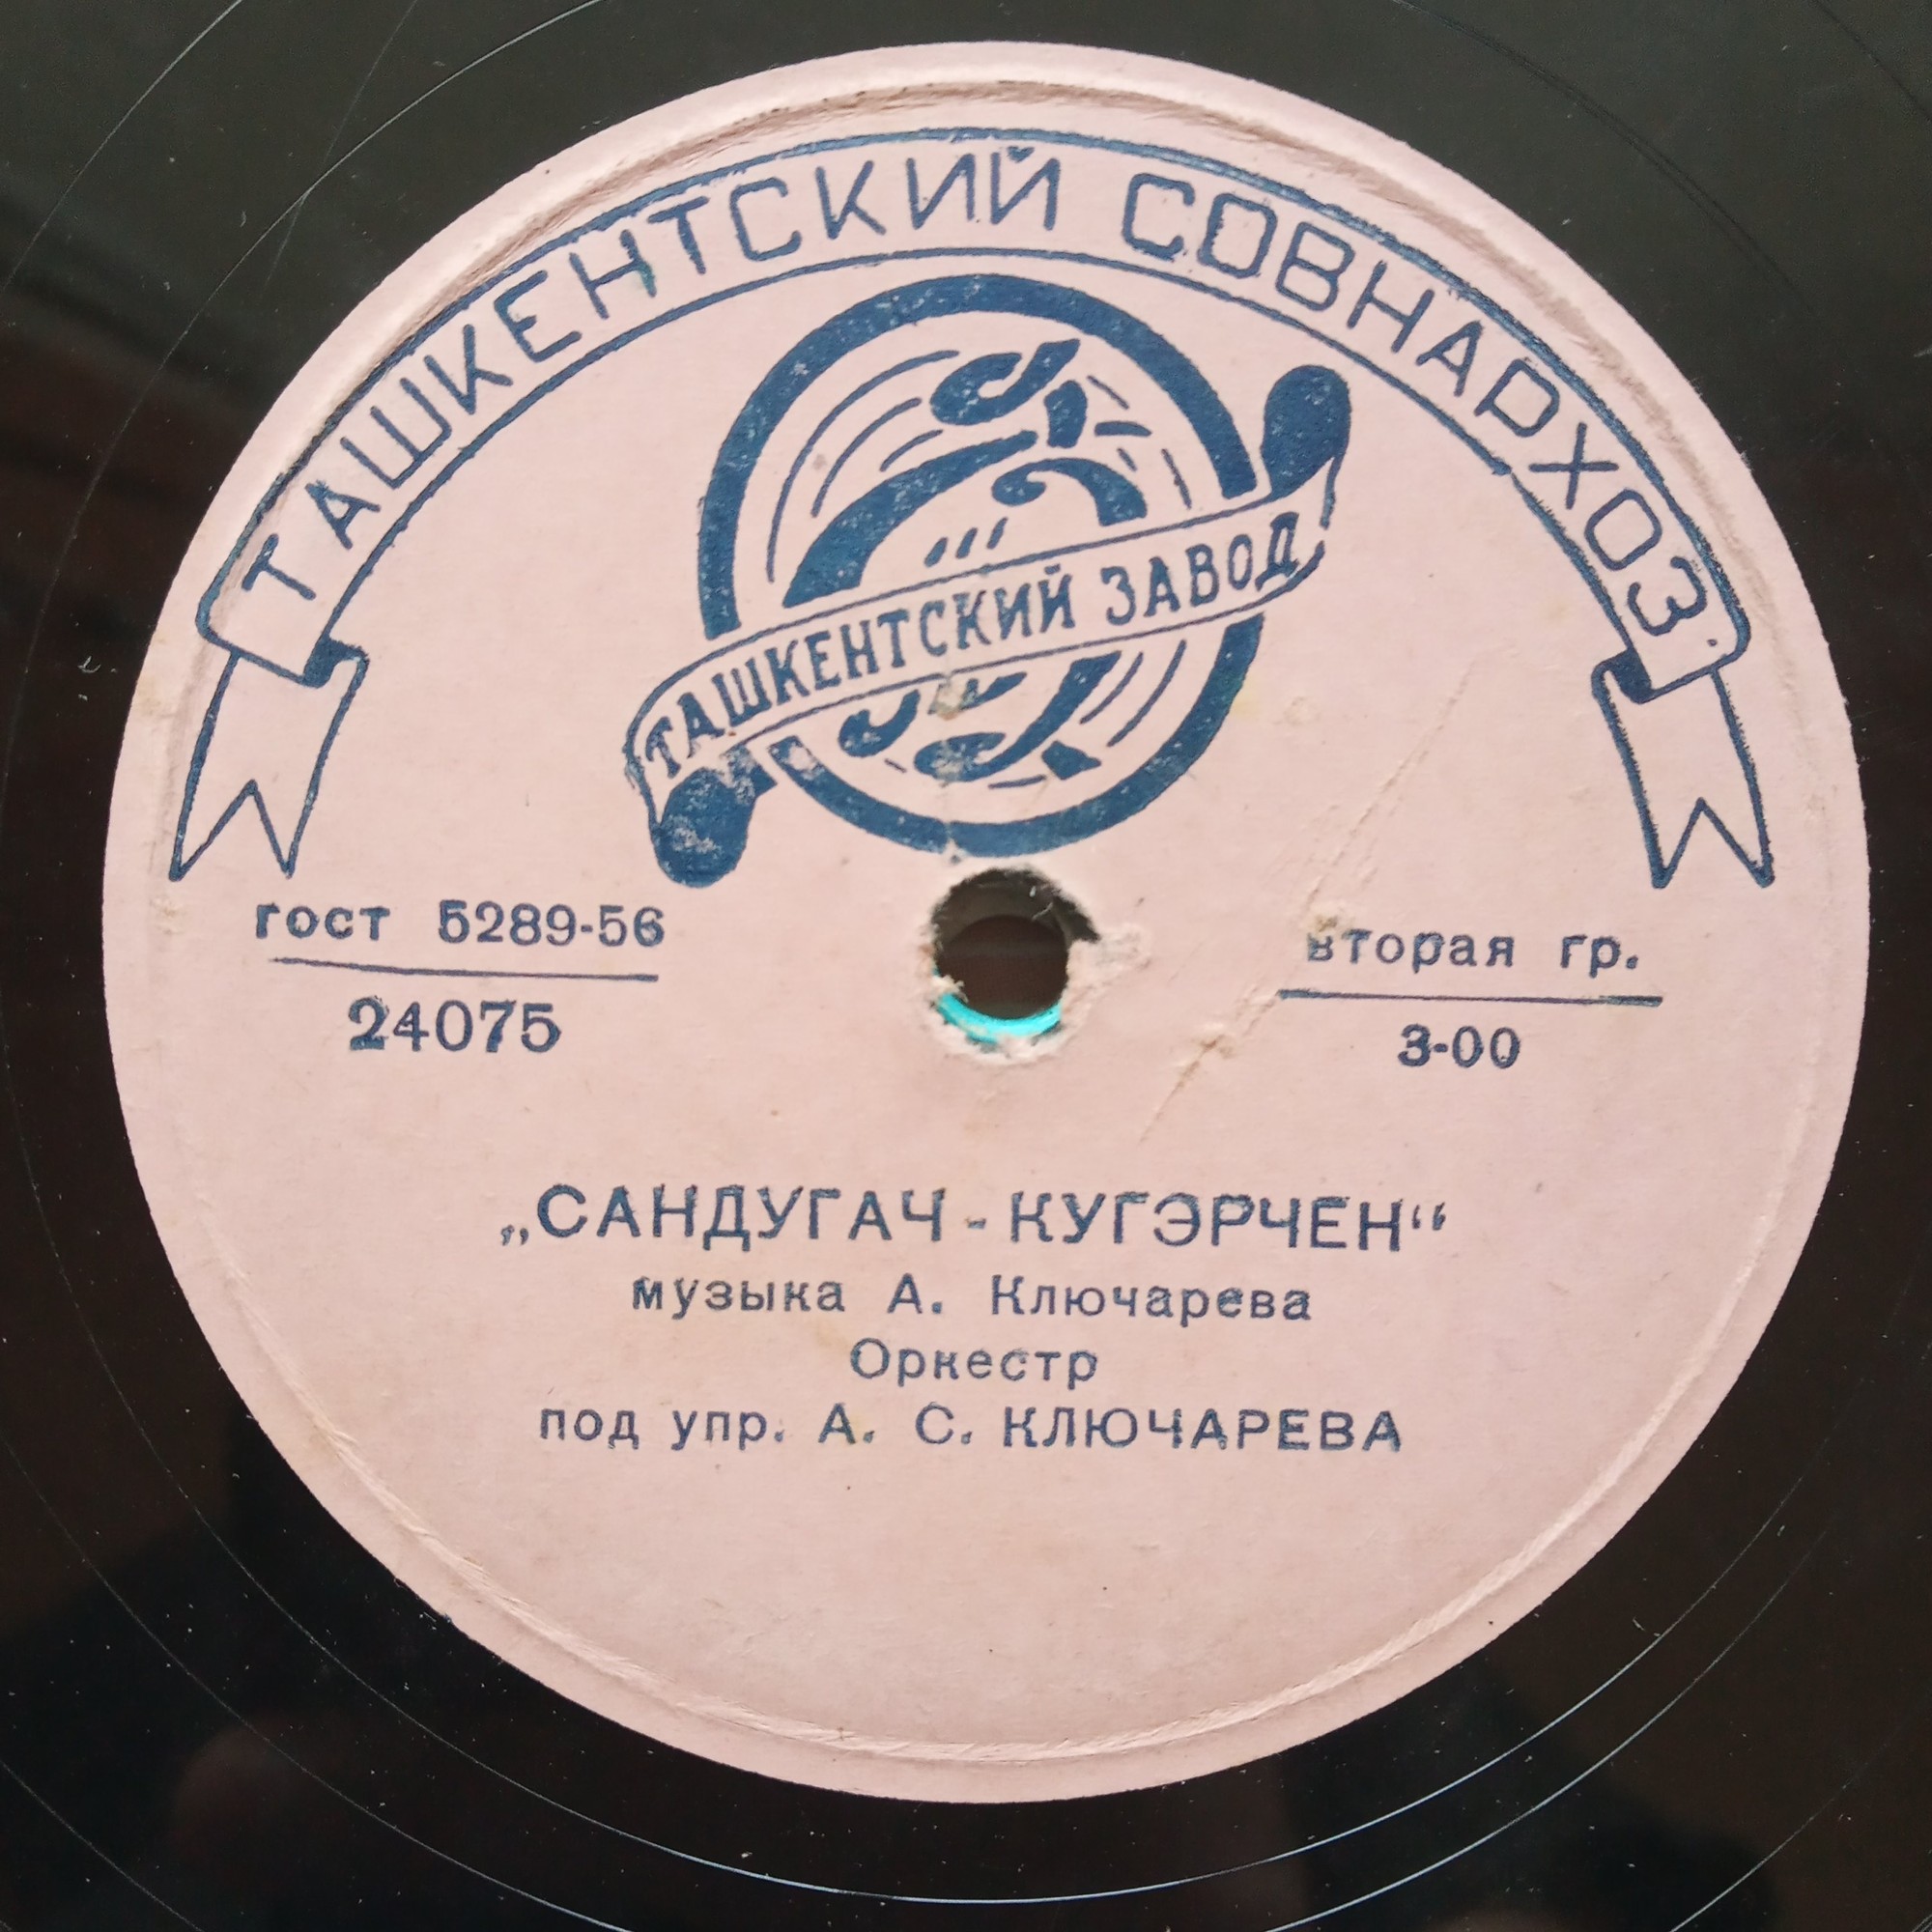 ТАШКЕНТСКИЙ СОВНАРХОЗ
ТАШКЕНТСКИЙ ЗАВОД
гост 5289-56
24075
вторая гр.
3-00
„САНДУГАЧ - КУГЭРЧЕН“
музыка А. Ключарева
Оркестр
под упр. А. С. КЛЮЧАРЕВА